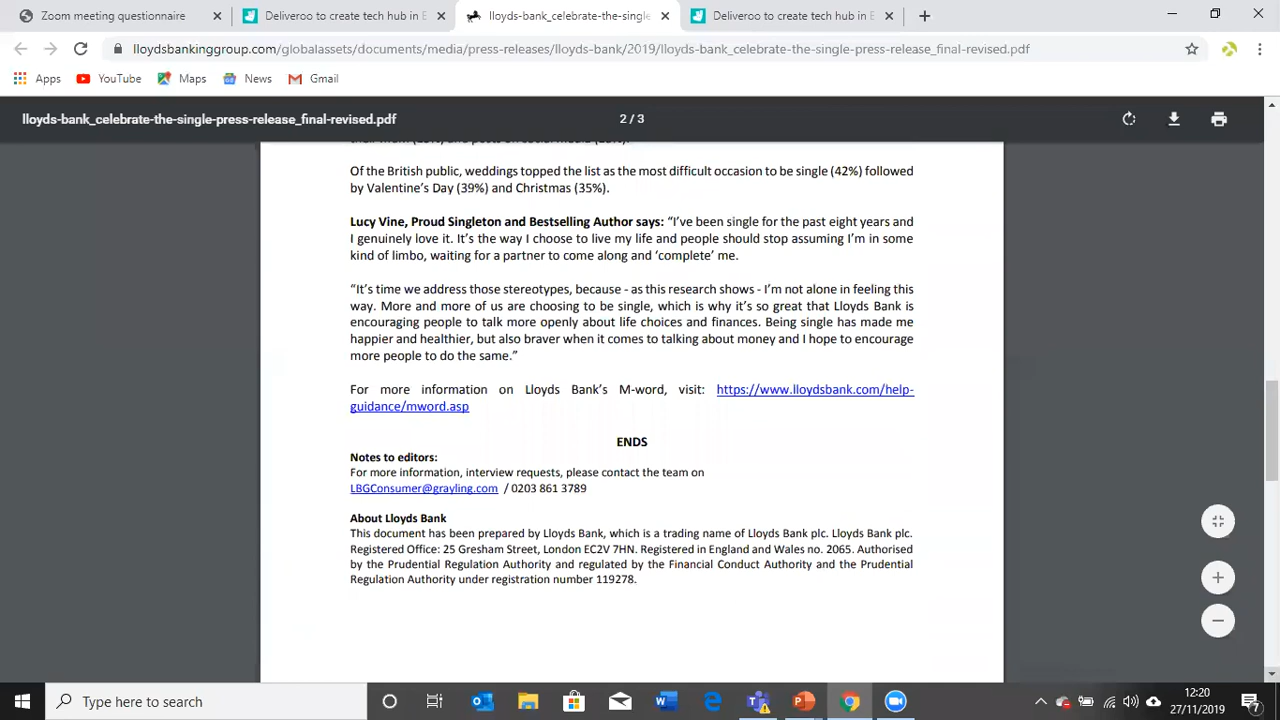 Zoom meeting questionnaire
Deliveroo to create tech hub in E
lloyds-bank_celebrate-the-single
Deliveroo to create tech hub in E
lloydsbankinggroup.com/globalassets/documents/media/press-releases/lloyds-bank/2019/lloyds-bank_celebrate-the-single-press-release_final-revised.pdf
Apps YouTube Maps News Gmail
lloyds-bank_celebrate-the-single-press-release_final-revised.pdf 2 / 3
Of the British public, weddings topped the list as the most difficult occasion to be single (42%) followed
by Valentine's Day (39%) and Christmas (35%).
Lucy Vine, Proud Singleton and Bestselling Author says: "I've been single for the past eight years and
I genuinely love it. It's the way I choose to live my life and people should stop assuming I'm in some
kind of limbo, waiting for a partner to come along and 'complete' me.
"It's time we address those stereotypes, because - as this research shows - I'm not alone in feeling this
way. More and more of us are choosing to be single, which is why it's so great that Lloyds Bank is
encouraging people to talk more openly about life choices and finances. Being single has made me
happier and healthier, but also braver when it comes to talking about money and I hope to encourage
more people to do the same."
For more information on Lloyds Bank's M-word, visit: https://www.lloydsbank.com/help-
guidance/mword.asp
ENDS
Notes to editors:
For more information, interview requests, please contact the team on
LBGConsumer@grayling.com / 0203 861 3789
About Lloyds Bank
This document has been prepared by Lloyds Bank, which is a trading name of Lloyds Bank plc. Lloyds Bank plc.
Registered Office: 25 Gresham Street, London EC2V 7HN. Registered in England and Wales no. 2065. Authorised
by the Prudential Regulation Authority and regulated by the Financial Conduct Authority and the Prudential
Regulation Authority under registration number 119278.
Type here to search
12:20
27/11/2019